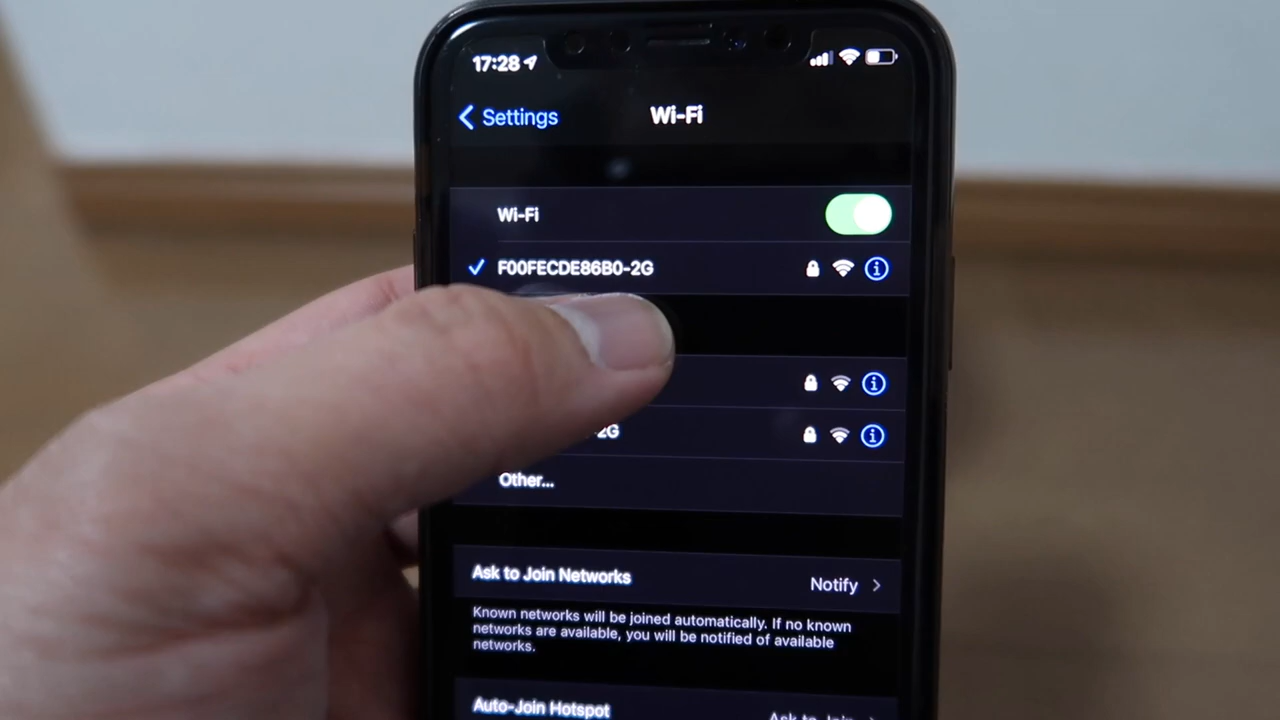 17:28
Settings
Wi-Fi
Wi-Fi
F00FECDE86B0-2G
-2G
Other...
Ask to Join Networks
Notify
Known networks will be joined automatically. If no known
networks are available, you will be notified of available
networks.
Auto-Join Hotspot
Ask to Join